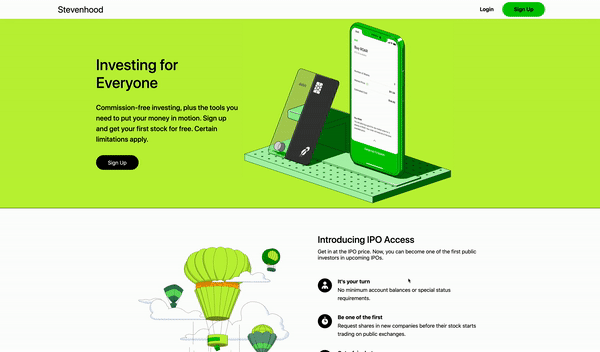 Stevenhood
Login
Sign Up
Investing for
Everyone
Commission-free investing, plus the tools you
need to put your money in motion. Sign up
and get your first stock for free. Certain
limitations apply.
Sign Up
Introducing IPO Access
Get in at the IPO price. Now, you can become one of the first public
investors in upcoming IPOs.
It's your turn
No minimum account balances or special status
requirements.
Be one of the first
Request shares in new companies before their stock starts
trading on public exchanges.